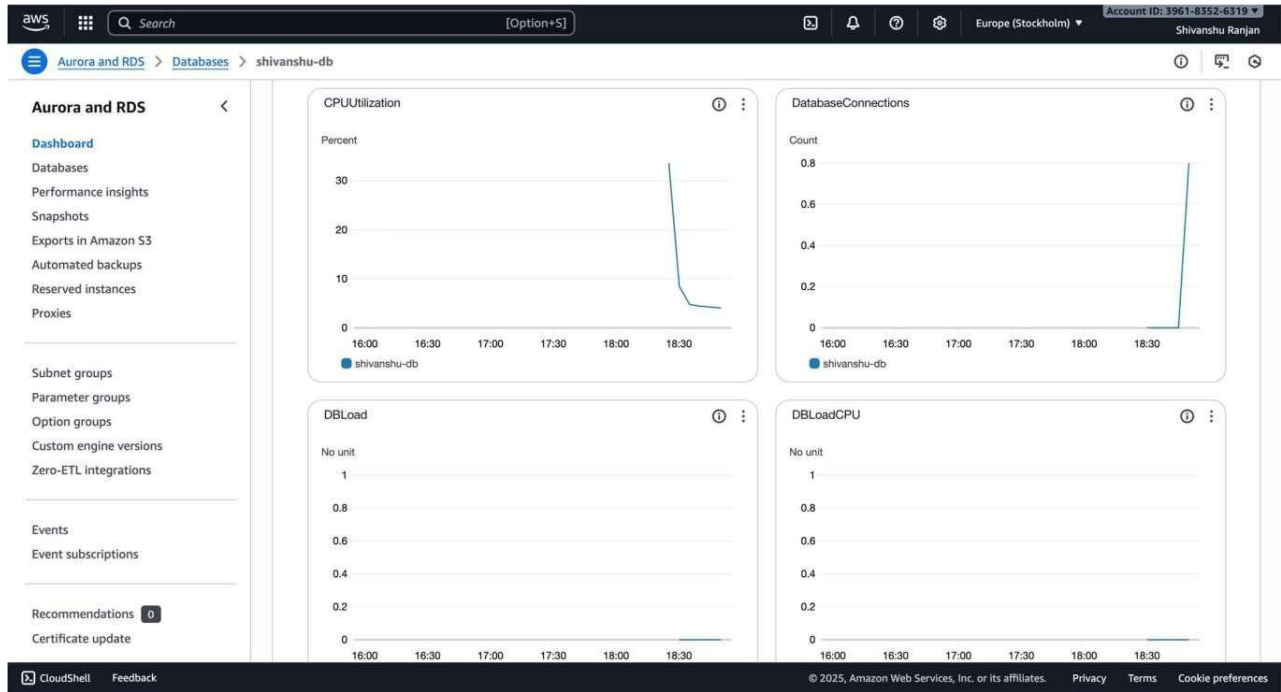 aws
Search [Option+S]
Europe (Stockholm) ▼
Account ID: 3961-8352-6319 ▼
Shivanshu Ranjan
Aurora and RDS > Databases > shivanshu-db
Aurora and RDS
Dashboard
Databases
Performance insights
Snapshots
Exports in Amazon S3
Automated backups
Reserved instances
Proxies
Subnet groups
Parameter groups
Option groups
Custom engine versions
Zero-ETL integrations
Events
Event subscriptions
Recommendations 0
Certificate update
CPUUtilization
Percent
30
20
10
0
16:00 16:30 17:00 17:30 18:00 18:30
shivanshu-db
DatabaseConnections
Count
0.8
0.6
0.4
0.2
0
16:00 16:30 17:00 17:30 18:00 18:30
shivanshu-db
DBLoad
No unit
1
0.8
0.6
0.4
0.2
0
16:00 16:30 17:00 17:30 18:00 18:30
DBLoadCPU
No unit
1
0.8
0.6
0.4
0.2
0
16:00 16:30 17:00 17:30 18:00 18:30
CloudShell Feedback
© 2025, Amazon Web Services, Inc. or its affiliates. Privacy Terms Cookie preferences